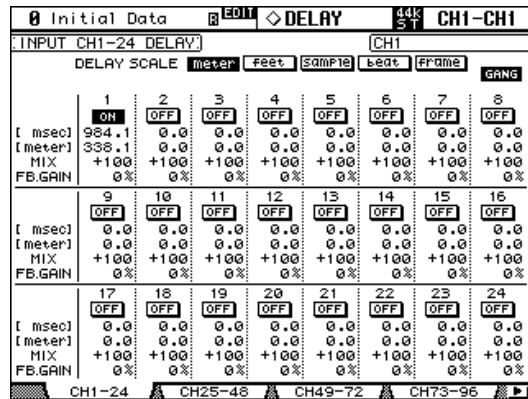 0 Initial Data R EDIT ◇DELAY 44k ST CH1-CH1
INPUT CH1-24 DELAY CH1
DELAY SCALE meter feet sample beat frame
GANG
1 2 3 4 5 6 7 8
ON OFF OFF OFF OFF OFF OFF OFF
[ msec] 984.1 0.0 0.0 0.0 0.0 0.0 0.0 0.0
[meter] 338.1 0.0 0.0 0.0 0.0 0.0 0.0 0.0
MIX +100 +100 +100 +100 +100 +100 +100 +100
FB.GAIN 0% 0% 0% 0% 0% 0% 0% 0%
9 10 11 12 13 14 15 16
OFF OFF OFF OFF OFF OFF OFF OFF
[ msec] 0.0 0.0 0.0 0.0 0.0 0.0 0.0 0.0
[meter] 0.0 0.0 0.0 0.0 0.0 0.0 0.0 0.0
MIX +100 +100 +100 +100 +100 +100 +100 +100
FB.GAIN 0% 0% 0% 0% 0% 0% 0% 0%
17 18 19 20 21 22 23 24
OFF OFF OFF OFF OFF OFF OFF OFF
[ msec] 0.0 0.0 0.0 0.0 0.0 0.0 0.0 0.0
[meter] 0.0 0.0 0.0 0.0 0.0 0.0 0.0 0.0
MIX +100 +100 +100 +100 +100 +100 +100 +100
FB.GAIN 0% 0% 0% 0% 0% 0% 0% 0%
CH1-24 CH25-48 CH49-72 CH73-96